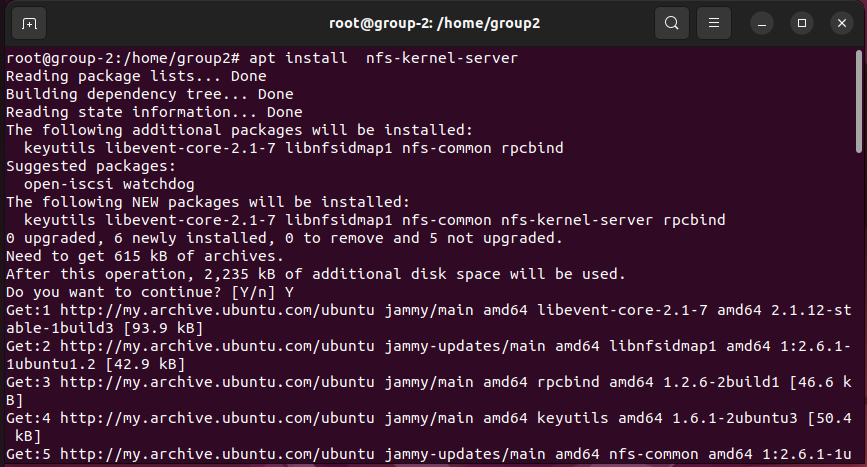 root@group-2: /home/group2
root@group-2:/home/group2# apt install  nfs-kernel-server
Reading package lists... Done
Building dependency tree... Done
Reading state information... Done
The following additional packages will be installed:
  keyutils libevent-core-2.1-7 libnfsidmap1 nfs-common rpcbind
Suggested packages:
  open-iscsi watchdog
The following NEW packages will be installed:
  keyutils libevent-core-2.1-7 libnfsidmap1 nfs-common nfs-kernel-server rpcbind
0 upgraded, 6 newly installed, 0 to remove and 5 not upgraded.
Need to get 615 kB of archives.
After this operation, 2,235 kB of additional disk space will be used.
Do you want to continue? [Y/n] Y
Get:1 http://my.archive.ubuntu.com/ubuntu jammy/main amd64 libevent-core-2.1-7 amd64 2.1.12-st
able-1build3 [93.9 kB]
Get:2 http://my.archive.ubuntu.com/ubuntu jammy-updates/main amd64 libnfsidmap1 amd64 1:2.6.1-
1ubuntu1.2 [42.9 kB]
Get:3 http://my.archive.ubuntu.com/ubuntu jammy/main amd64 rpcbind amd64 1.2.6-2build1 [46.6 k
B]
Get:4 http://my.archive.ubuntu.com/ubuntu jammy/main amd64 keyutils amd64 1.6.1-2ubuntu3 [50.4
 kB]
Get:5 http://my.archive.ubuntu.com/ubuntu jammy-updates/main amd64 nfs-common amd64 1:2.6.1-1u